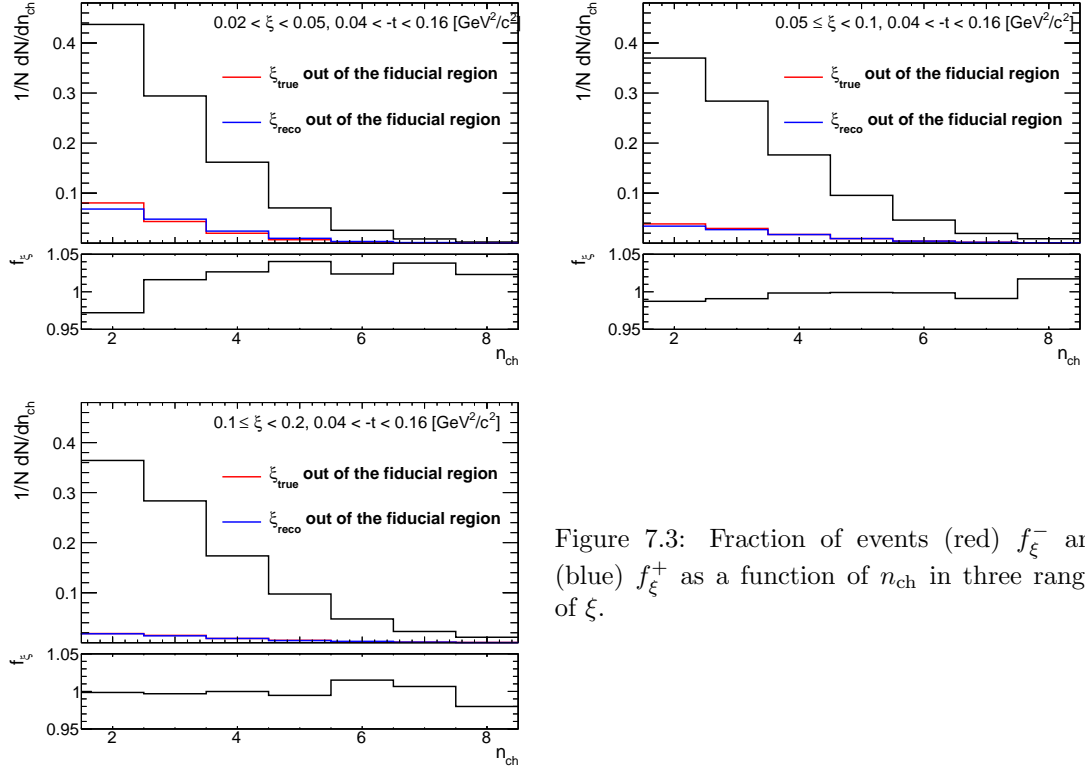 0.02 < ξ < 0.05, 0.04 < -t < 0.16 [GeV²/c²]
1/N dN/dn_ch
0.4
0.3
0.2
0.1
ξ_true out of the fiducial region
ξ_reco out of the fiducial region
f_ξ
1.05
1
0.95
2 4 6 8
n_ch
0.05 ≤ ξ < 0.1, 0.04 < -t < 0.16 [GeV²/c²]
1/N dN/dn_ch
0.4
0.3
0.2
0.1
ξ_true out of the fiducial region
ξ_reco out of the fiducial region
f_ξ
1.05
1
0.95
2 4 6 8
n_ch
0.1 ≤ ξ < 0.2, 0.04 < -t < 0.16 [GeV²/c²]
1/N dN/dn_ch
0.4
0.3
0.2
0.1
ξ_true out of the fiducial region
ξ_reco out of the fiducial region
f_ξ
1.05
1
0.95
2 4 6 8
n_ch
Figure 7.3: Fraction of events (red) f_ξ^− an
(blue) f_ξ^+ as a function of n_ch in three rang
of ξ.